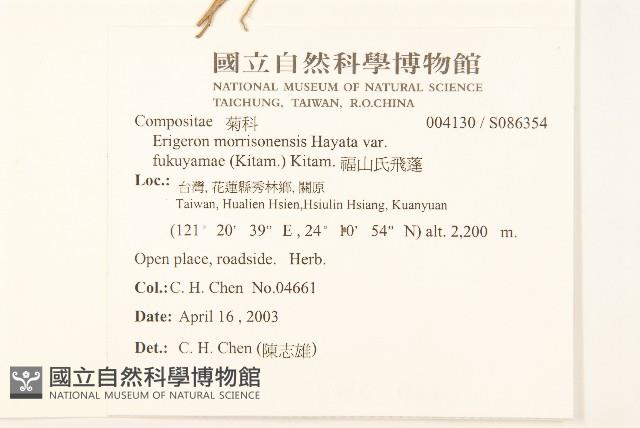 國立自然科學博物館
NATIONAL MUSEUM OF NATURAL SCIENCE
TAICHUNG, TAIWAN, R.O.CHINA
Compositae 菊科 004130 / S086354
Erigeron morrisonensis Hayata var.
fukuyamae (Kitam.) Kitam. 福山氏飛蓬
Loc.: 台灣, 花蓮縣秀林鄉, 關原
Taiwan, Hualien Hsien,Hsiulin Hsiang, Kuanyuan
(121° 20' 39" E , 24° 10' 54" N) alt. 2,200 m.
Open place, roadside. Herb.
Col.: C. H. Chen No.04661
Date: April 16 , 2003
Det.: C. H. Chen (陳志雄)
國立自然科學博物館
NATIONAL MUSEUM OF NATURAL SCIENCE